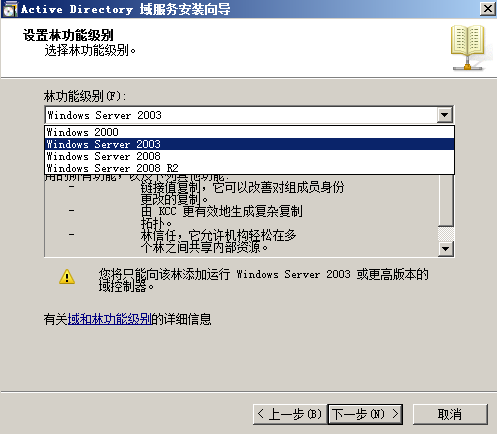 Active Directory 域服务安装向导
设置林功能级别
选择林功能级别。
林功能级别(F):
Windows Server 2003
Windows 2000
Windows Server 2003
Windows Server 2008
Windows Server 2008 R2
用的所有功能，以及下列其他功能:
- 链接值复制，它可以改善对组成员身份
更改的复制。
- 由 KCC 更有效地生成复杂复制
拓扑。
- 林信任，它允许机构轻松在多
个林之间共享内部资源。
您将只能向该林添加运行 Windows Server 2003 或更高版本的
域控制器。
有关域和林功能级别的详细信息
< 上一步(B) 下一步(N) > 取消